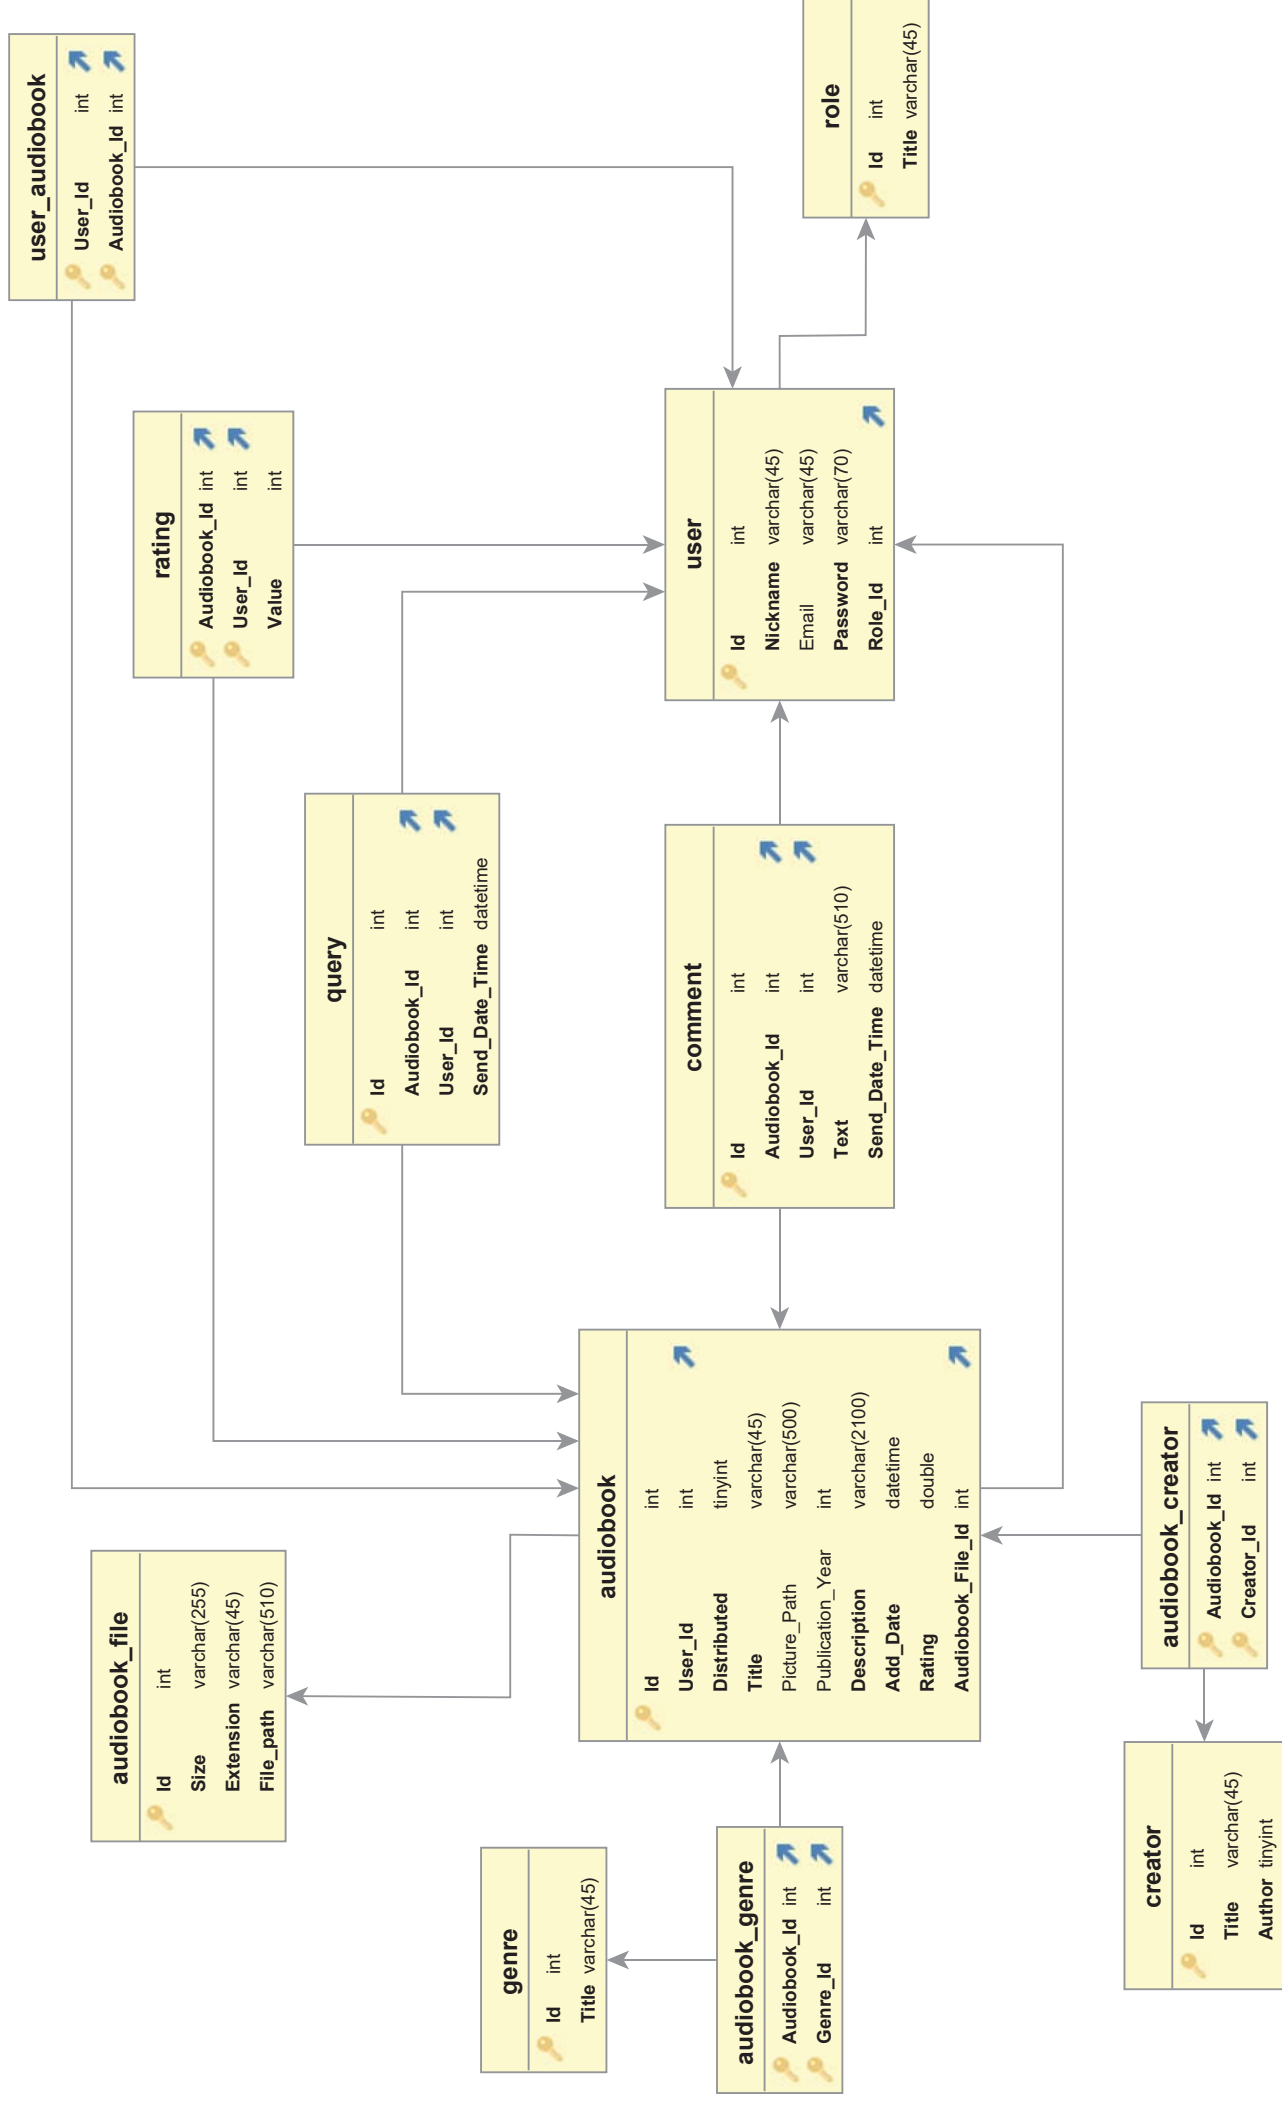 user_audiobook
User_Id int
Audiobook_Id int
role
Id int
Title varchar(45)
rating
Audiobook_Id int
User_Id int
Value int
user
Id int
Nickname varchar(45)
Email varchar(45)
Password varchar(70)
Role_Id int
query
Id int
Audiobook_Id int
User_Id int
Send_Date_Time datetime
comment
Id int
Audiobook_Id int
User_Id int
Text varchar(510)
Send_Date_Time datetime
audiobook_file
Id int
Size varchar(255)
Extension varchar(45)
File_path varchar(510)
audiobook
Id int
User_Id int
Distributed tinyint
Title varchar(45)
Picture_Path varchar(500)
Publication_Year int
Description varchar(2100)
Add_Date datetime
Rating double
Audiobook_File_Id int
audiobook_creator
Audiobook_Id int
Creator_Id int
genre
Id int
Title varchar(45)
audiobook_genre
Audiobook_Id int
Genre_Id int
creator
Id int
Title varchar(45)
Author tinyint